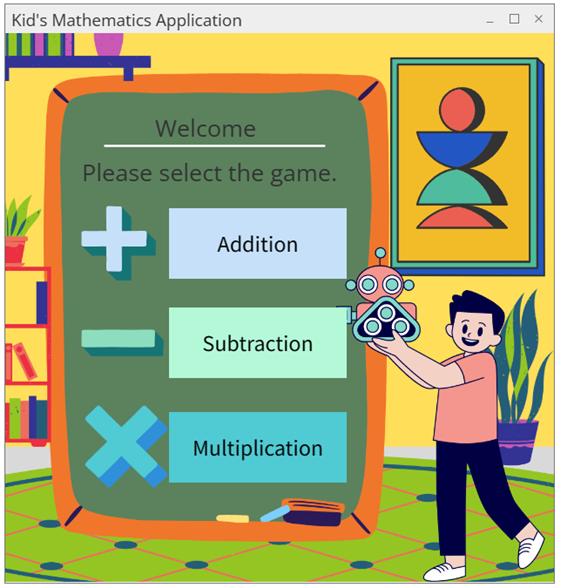 Kid's Mathematics Application
Welcome
Please select the game.
Addition
Subtraction
Multiplication